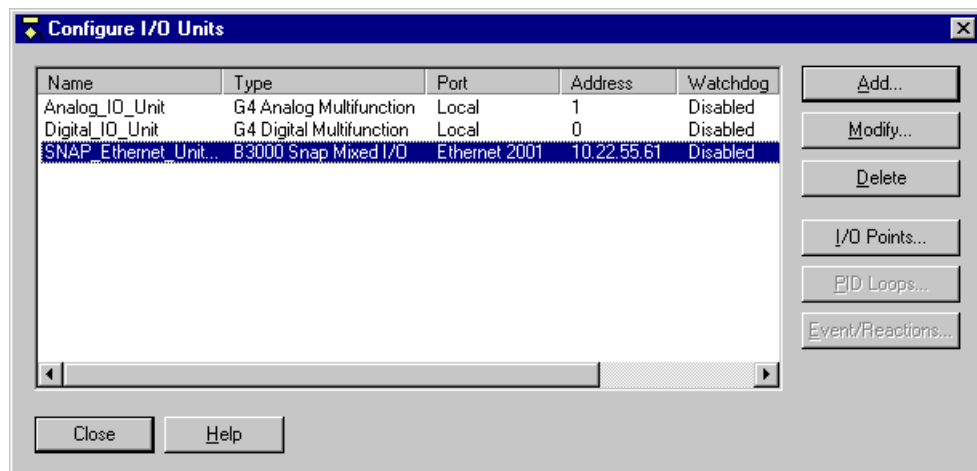 Configure I/O Units
Name Type Port Address Watchdog
Analog_IO_Unit G4 Analog Multifunction Local 1 Disabled
Digital_IO_Unit G4 Digital Multifunction Local 0 Disabled
SNAP_Ethernet_Unit... B3000 Snap Mixed I/O Ethernet 2001 10.22.55.61 Disabled
Add...
Modify...
Delete
I/O Points...
PID Loops...
Event/Reactions...
Close Help